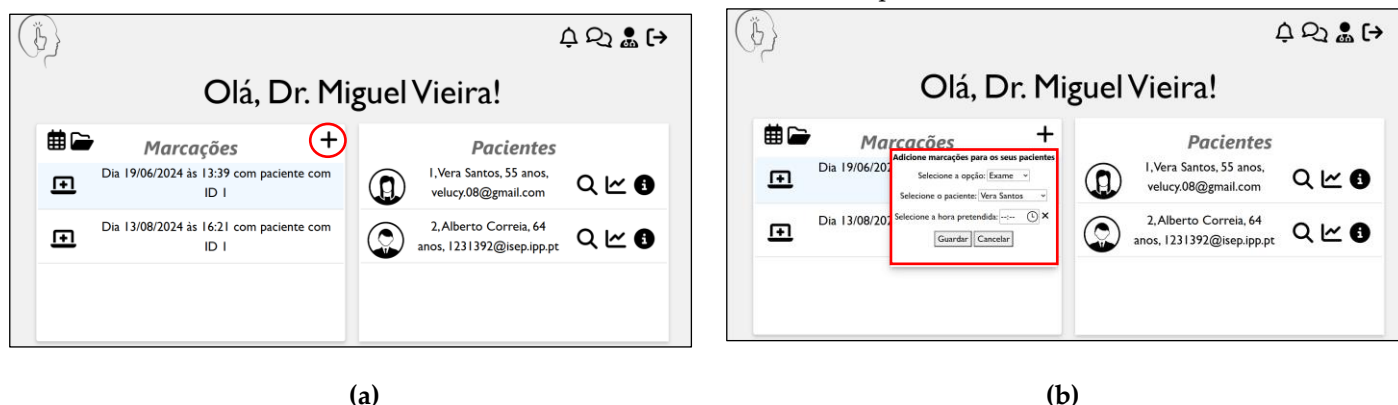 Olá, Dr. Miguel Vieira!
Marcações
Dia 19/06/2024 às 13:39 com paciente com
ID 1
Dia 13/08/2024 às 16:21 com paciente com
ID 1
Pacientes
1,Vera Santos, 55 anos,
velucy.08@gmail.com
2,Alberto Correia, 64
anos, 1231392@isep.ipp.pt
(a)
Olá, Dr. Miguel Vieira!
Marcações
Dia 19/06/202
Dia 13/08/202
Adicione marcações para os seus pacientes
Selecione a opção: Exame
Selecione o paciente: Vera Santos
Selecione a hora pretendida: --:--
Guardar Cancelar
Pacientes
1,Vera Santos, 55 anos,
velucy.08@gmail.com
2,Alberto Correia, 64
anos, 1231392@isep.ipp.pt
(b)